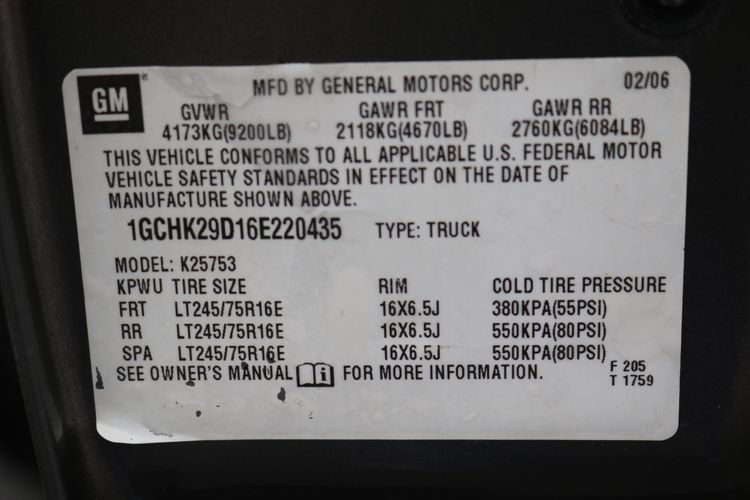 GM
MFD BY GENERAL MOTORS CORP. 02/06
GVWR GAWR FRT GAWR RR
4173KG(9200LB) 2118KG(4670LB) 2760KG(6084LB)
THIS VEHICLE CONFORMS TO ALL APPLICABLE U.S. FEDERAL MOTOR
VEHICLE SAFETY STANDARDS IN EFFECT ON THE DATE OF
MANUFACTURE SHOWN ABOVE.
1GCHK29D16E220435 TYPE: TRUCK
MODEL: K25753
KPWU TIRE SIZE RIM COLD TIRE PRESSURE
FRT LT245/75R16E 16X6.5J 380KPA(55PSI)
RR LT245/75R16E 16X6.5J 550KPA(80PSI)
SPA LT245/75R16E 16X6.5J 550KPA(80PSI)
SEE OWNER'S MANUAL i FOR MORE INFORMATION.
F 205
T 1759